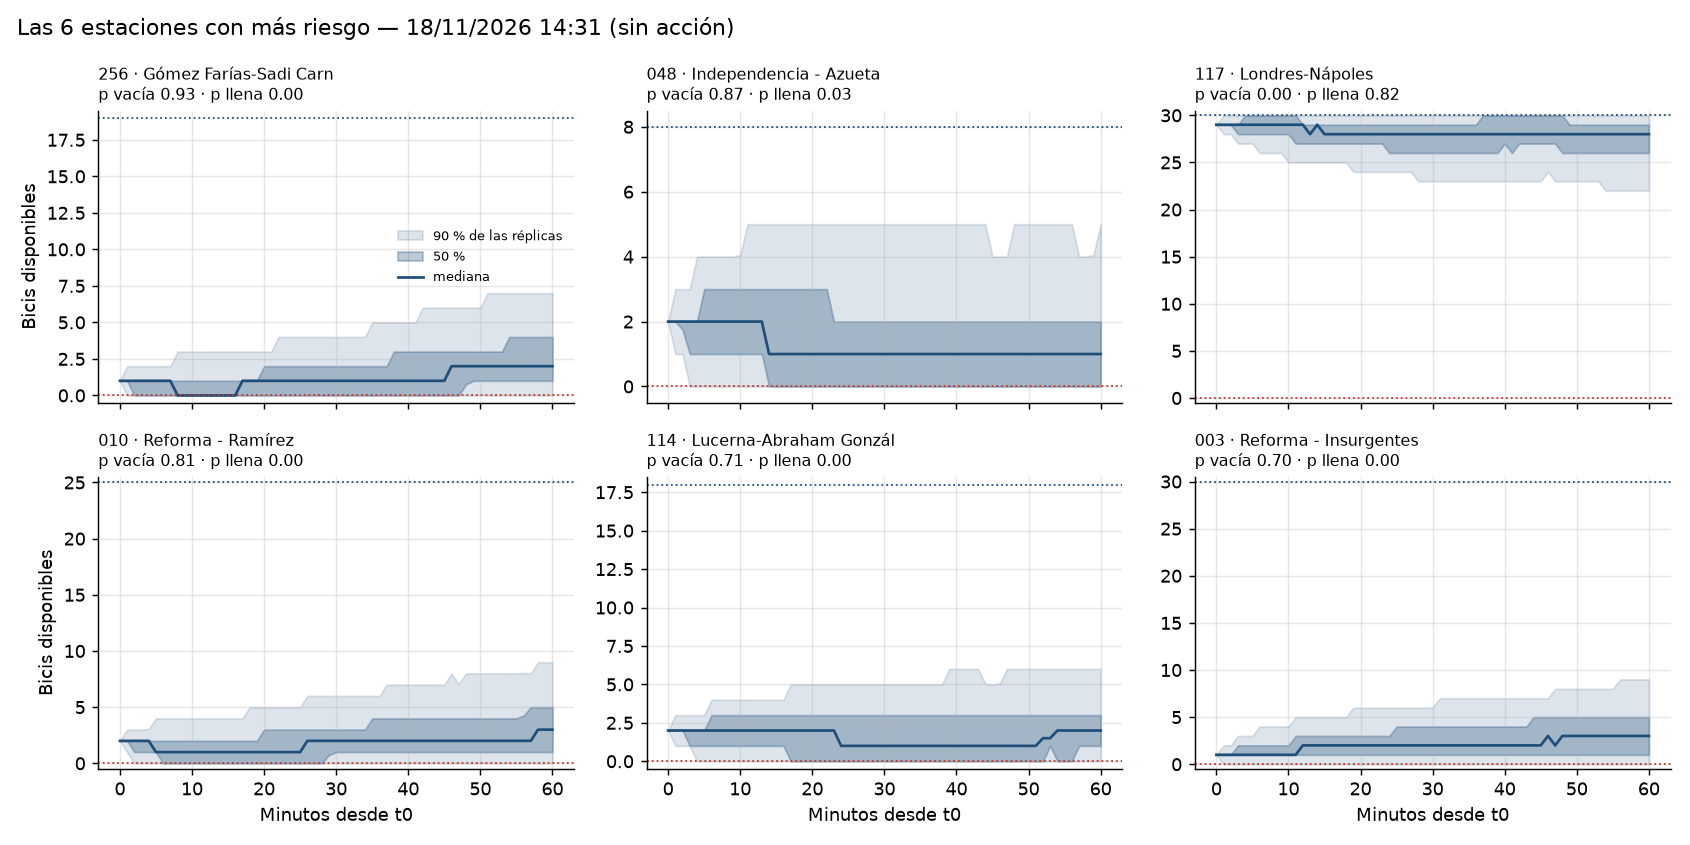 Las 6 estaciones con más riesgo — 18/11/2026 14:31 (sin acción)
256 · Gómez Farías-Sadi Carn
p vacía 0.93 · p llena 0.00
Bicis disponibles
17.5
15.0
12.5
10.0
7.5
5.0
2.5
0.0
90 % de las réplicas
50 %
mediana
048 · Independencia - Azueta
p vacía 0.87 · p llena 0.03
8
6
4
2
0
117 · Londres-Nápoles
p vacía 0.00 · p llena 0.82
30
25
20
15
10
5
0
010 · Reforma - Ramírez
p vacía 0.81 · p llena 0.00
Bicis disponibles
25
20
15
10
5
0
0 10 20 30 40 50 60
Minutos desde t0
114 · Lucerna-Abraham Gonzál
p vacía 0.71 · p llena 0.00
17.5
15.0
12.5
10.0
7.5
5.0
2.5
0.0
0 10 20 30 40 50 60
Minutos desde t0
003 · Reforma - Insurgentes
p vacía 0.70 · p llena 0.00
30
25
20
15
10
5
0
0 10 20 30 40 50 60
Minutos desde t0